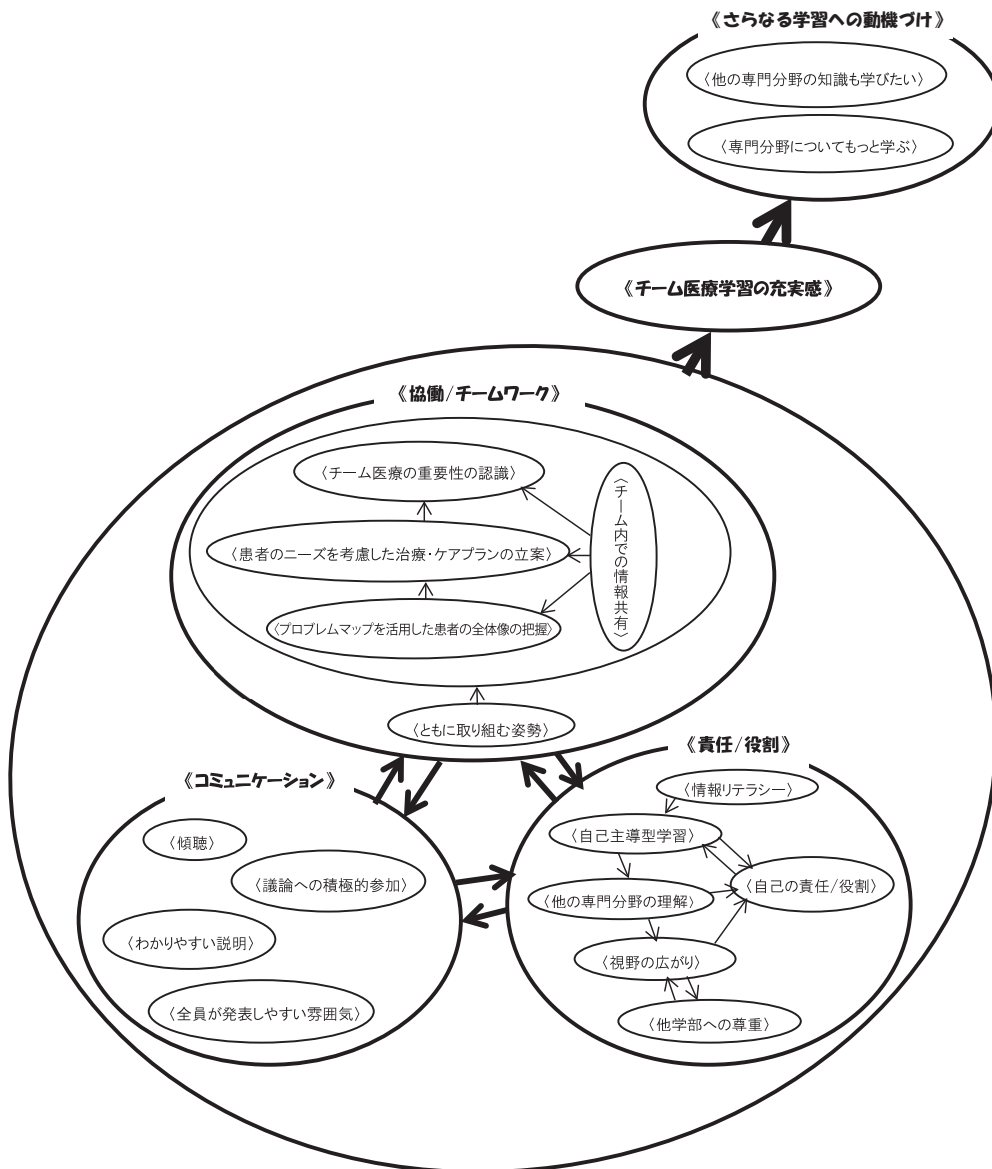 《さらなる学習への動機づけ》
〈他の専門分野の知識も学びたい〉
〈専門分野についてもっと学ぶ〉
《チーム医療学習の充実感》
《協働/チームワーク》
〈チーム医療の重要性の認識〉
〈チーム内での情報共有〉
〈患者のニーズを考慮した治療・ケアプランの立案〉
〈プロブレムマップを活用した患者の全体像の把握〉
〈ともに取り組む姿勢〉
《コミュニケーション》
〈傾聴〉
〈議論への積極的参加〉
〈わかりやすい説明〉
〈全員が発表しやすい雰囲気〉
《責任/役割》
〈情報リテラシー〉
〈自己主導型学習〉
〈自己の責任/役割〉
〈他の専門分野の理解〉
〈視野の広がり〉
〈他学部への尊重〉